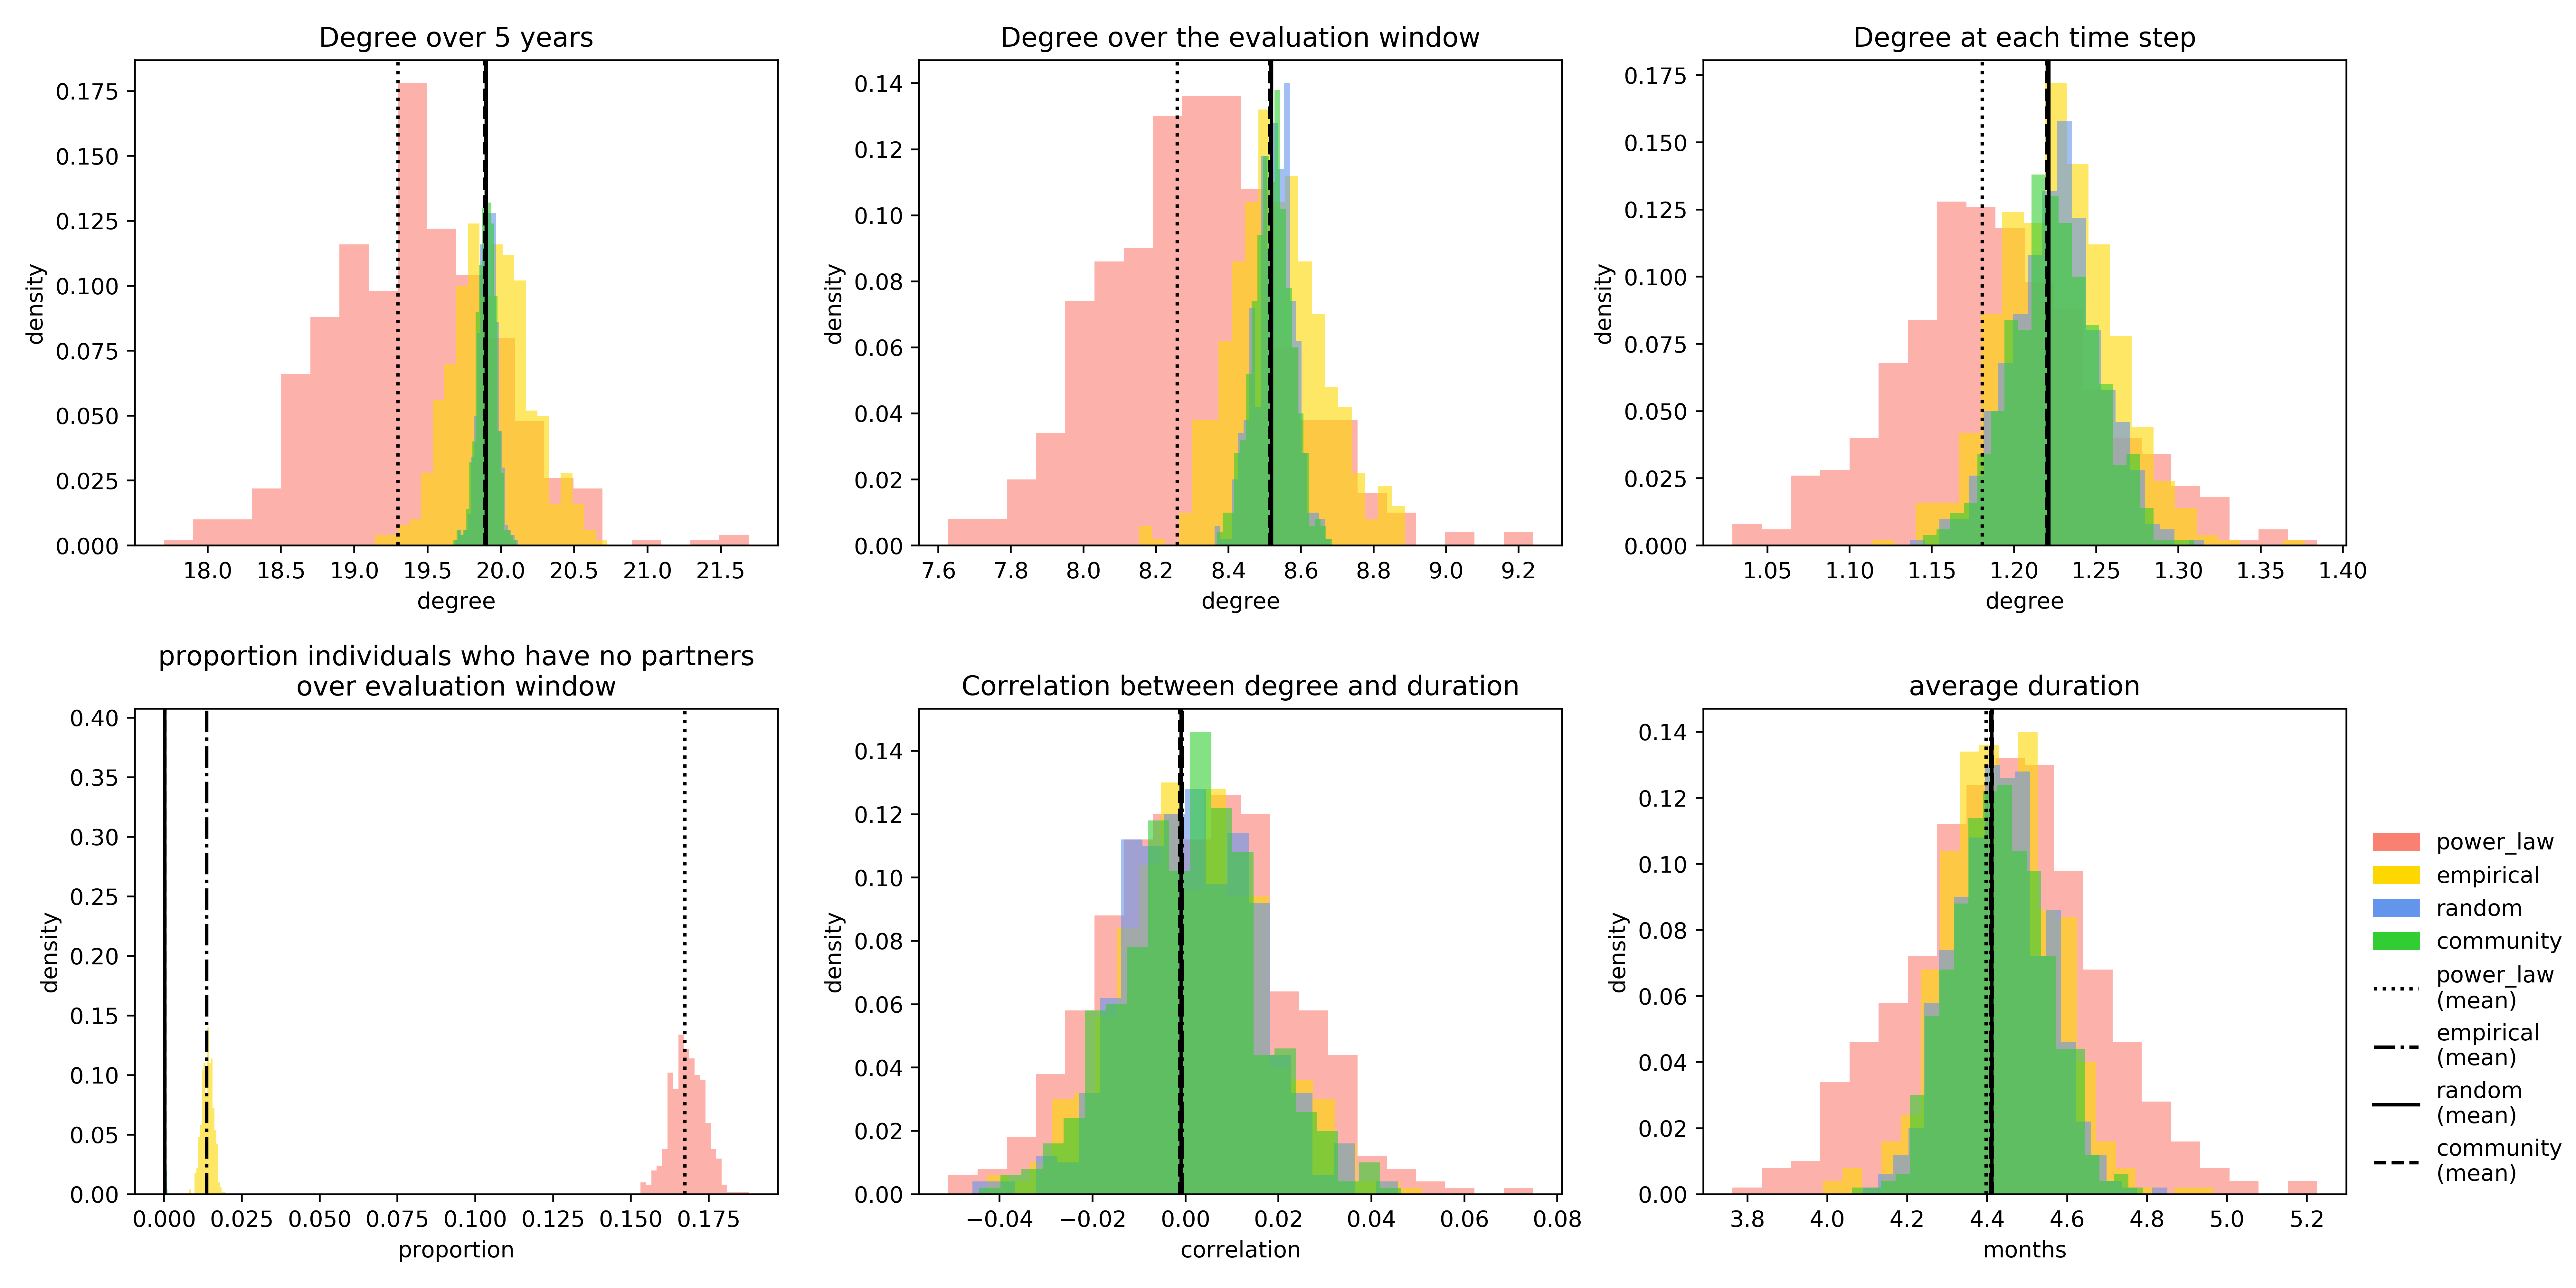 Degree over 5 years
Degree over the evaluation window
Degree at each time step
density
0.175
0.150
0.125
0.100
0.075
0.050
0.025
0.000
18.0 18.5 19.0 19.5 20.0 20.5 21.0 21.5
degree
density
0.14
0.12
0.10
0.08
0.06
0.04
0.02
0.00
7.6 7.8 8.0 8.2 8.4 8.6 8.8 9.0 9.2
degree
density
0.175
0.150
0.125
0.100
0.075
0.050
0.025
0.000
1.05 1.10 1.15 1.20 1.25 1.30 1.35 1.40
degree
proportion individuals who have no partners
over evaluation window
Correlation between degree and duration
average duration
density
0.40
0.35
0.30
0.25
0.20
0.15
0.10
0.05
0.00
0.000 0.025 0.050 0.075 0.100 0.125 0.150 0.175
proportion
density
0.14
0.12
0.10
0.08
0.06
0.04
0.02
0.00
−0.04 −0.02 0.00 0.02 0.04 0.06 0.08
correlation
density
0.14
0.12
0.10
0.08
0.06
0.04
0.02
0.00
3.8 4.0 4.2 4.4 4.6 4.8 5.0 5.2
months
power_law
empirical
random
community
power_law
(mean)
empirical
(mean)
random
(mean)
community
(mean)